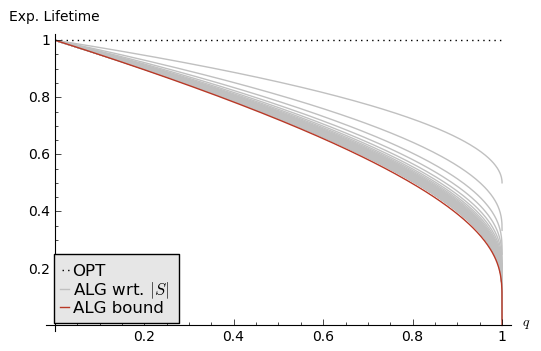 Exp. Lifetime
1
0.8
0.6
0.4
0.2
OPT
ALG wrt. |S|
ALG bound
0.2 0.4 0.6 0.8 1 q